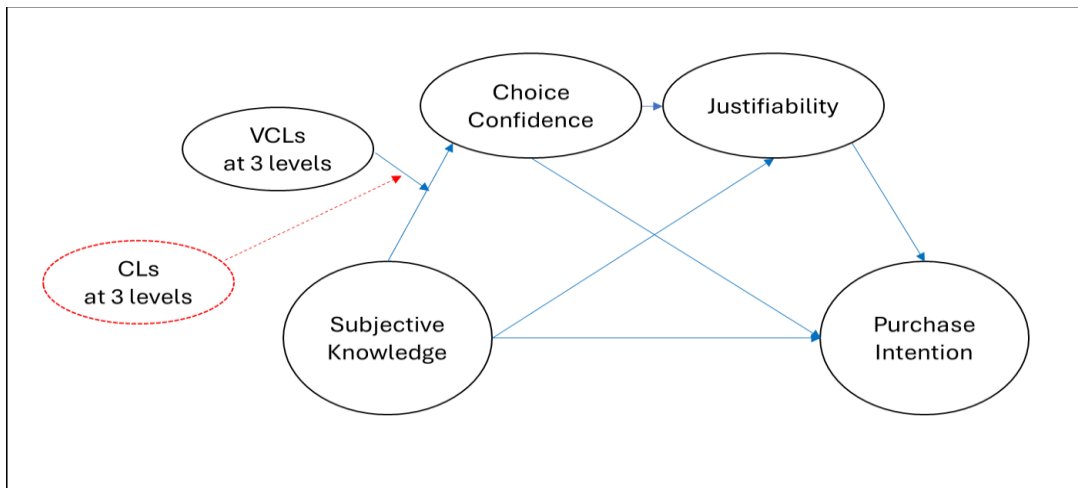 Choice
Confidence
Justifiability
VCLs
at 3 levels
CLs
at 3 levels
Subjective
Knowledge
Purchase
Intention